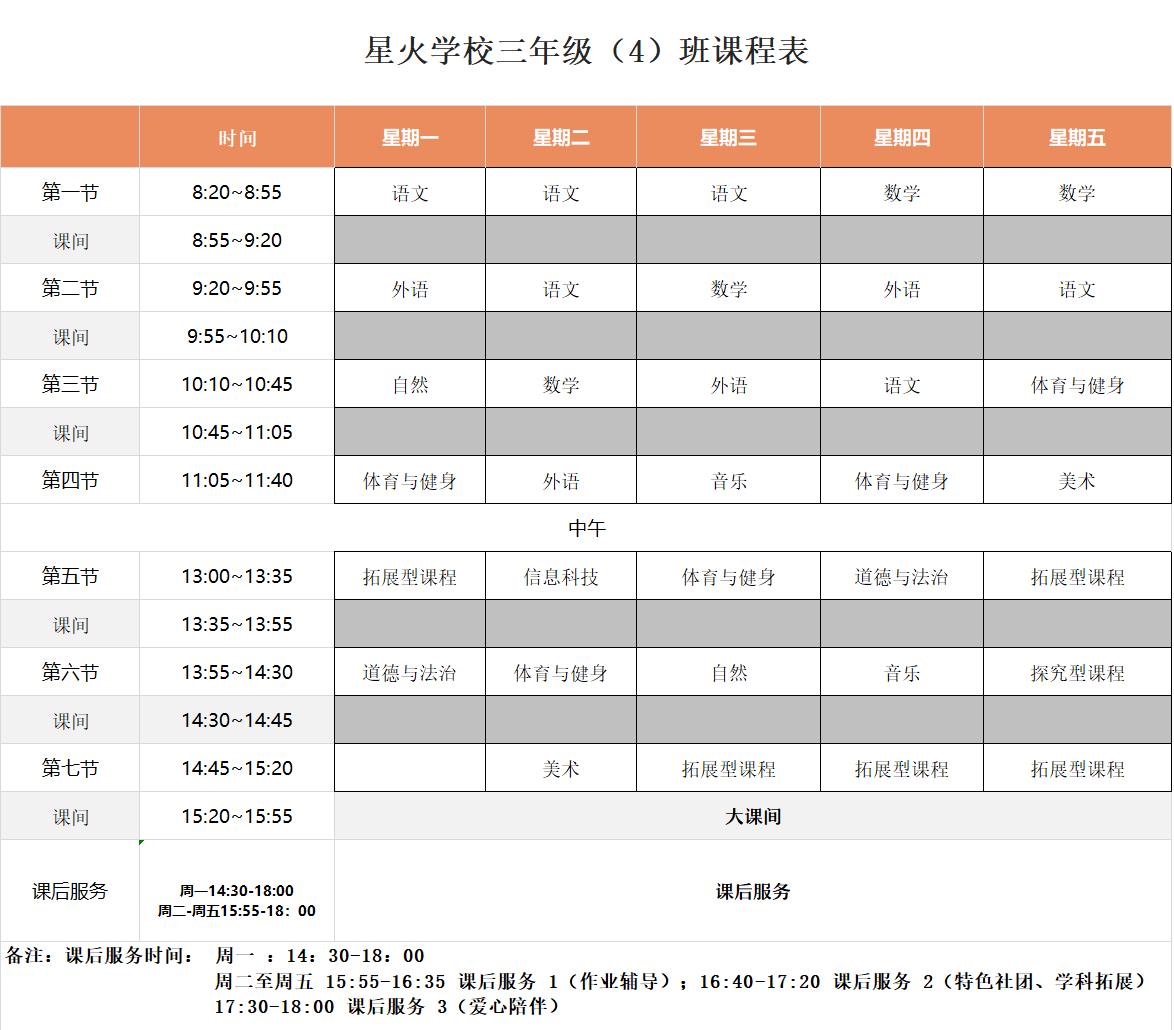 星火学校三年级（4）班课程表
时间 星期一 星期二 星期三 星期四 星期五
第一节 8:20~8:55 语文 语文 语文 数学 数学
课间 8:55~9:20
第二节 9:20~9:55 外语 语文 数学 外语 语文
课间 9:55~10:10
第三节 10:10~10:45 自然 数学 外语 语文 体育与健身
课间 10:45~11:05
第四节 11:05~11:40 体育与健身 外语 音乐 体育与健身 美术
中午
第五节 13:00~13:35 拓展型课程 信息科技 体育与健身 道德与法治 拓展型课程
课间 13:35~13:55
第六节 13:55~14:30 道德与法治 体育与健身 自然 音乐 探究型课程
课间 14:30~14:45
第七节 14:45~15:20 美术 拓展型课程 拓展型课程 拓展型课程
课间 15:20~15:55 大课间
课后服务 周一14:30-18:00 课后服务
周二-周五15:55-18：00
备注：课后服务时间： 周一 ：14：30-18：00
周二至周五 15:55-16:35 课后服务 1（作业辅导）；16:40-17:20 课后服务 2（特色社团、学科拓展）
17:30-18:00 课后服务 3（爱心陪伴）